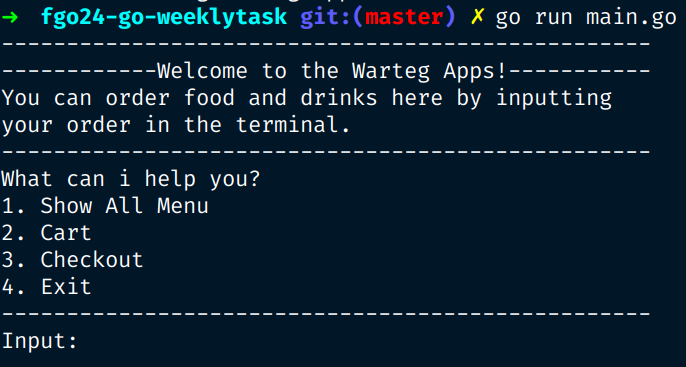 ➜ fgo24-go-weeklytask git:(master) ✗ go run main.go
--------------------------------------------------
------------Welcome to the Warteg Apps!-----------
You can order food and drinks here by inputting
your order in the terminal.
--------------------------------------------------
What can i help you?
1. Show All Menu
2. Cart
3. Checkout
4. Exit
--------------------------------------------------
Input: